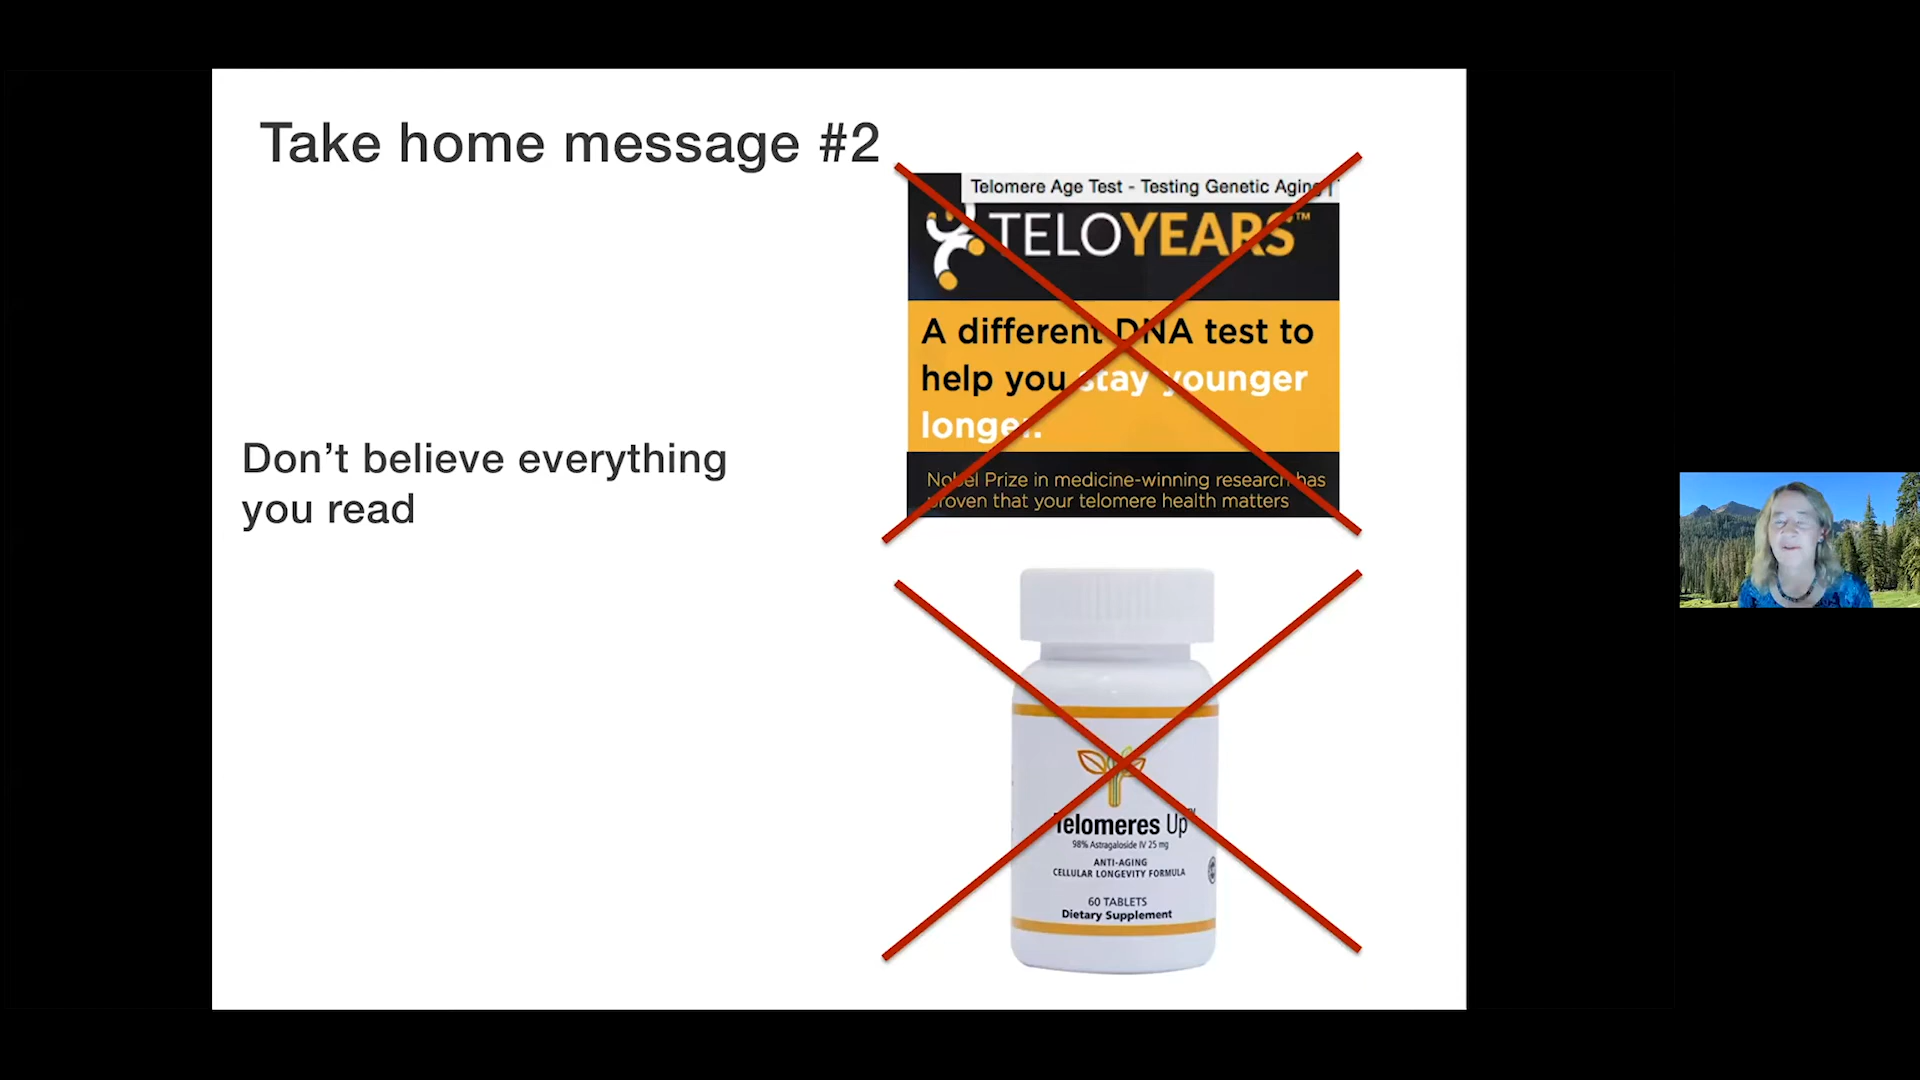 Take home message #2
Telomere Age Test - Testing Genetic Aging
TELOYEARS™
A different DNA test to
help you stay younger
longer.
Nobel Prize in medicine-winning research has
proven that your telomere health matters
Don't believe everything
you read
Telomeres Up
98% Astragaloside IV 25 mg
ANTI-AGING
CELLULAR LONGEVITY FORMULA
60 TABLETS
Dietary Supplement